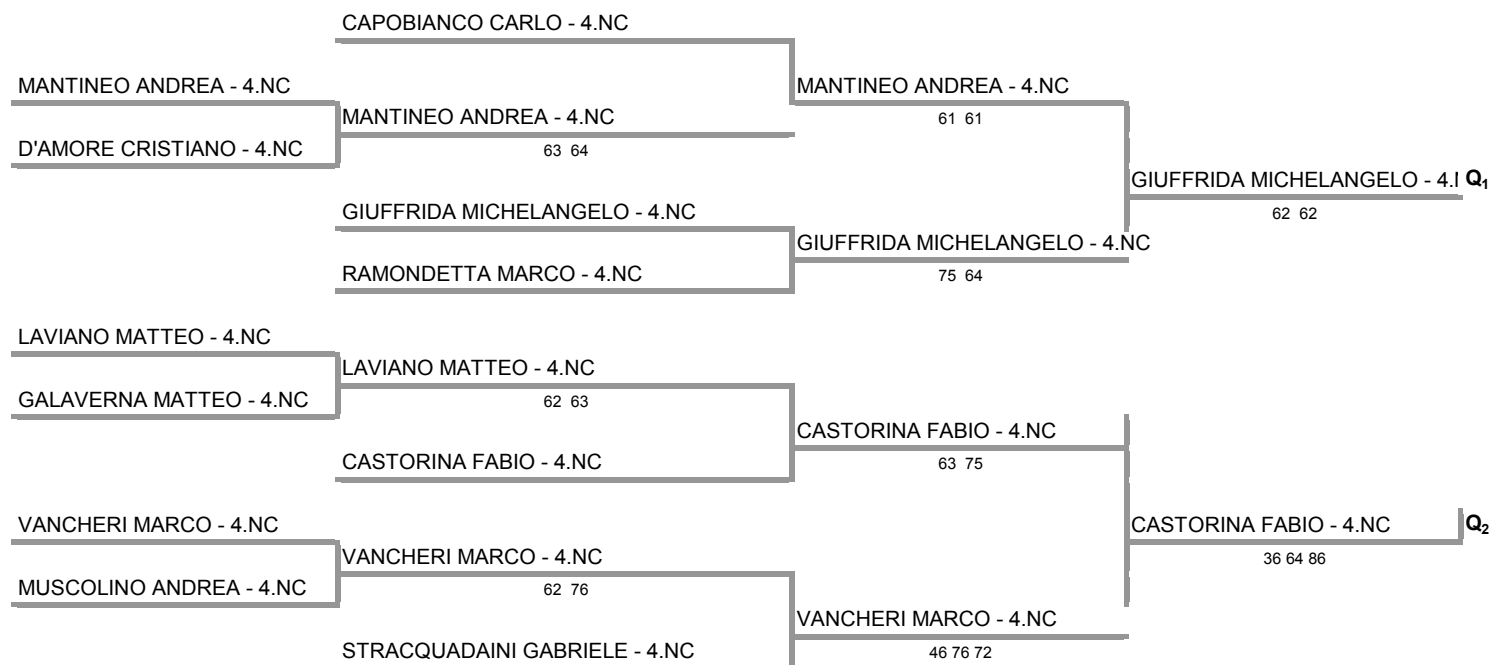 CAPOBIANCO CARLO - 4.NC
MANTINEO ANDREA - 4.NC
MANTINEO ANDREA - 4.NC
MANTINEO ANDREA - 4.NC
61 61
D'AMORE CRISTIANO - 4.NC
63 64
GIUFFRIDA MICHELANGELO - 4.I Q₁
62 62
GIUFFRIDA MICHELANGELO - 4.NC
GIUFFRIDA MICHELANGELO - 4.NC
RAMONDETTA MARCO - 4.NC
75 64
LAVIANO MATTEO - 4.NC
LAVIANO MATTEO - 4.NC
GALAVERNA MATTEO - 4.NC
62 63
CASTORINA FABIO - 4.NC
CASTORINA FABIO - 4.NC
63 75
VANCHERI MARCO - 4.NC
CASTORINA FABIO - 4.NC Q₂
VANCHERI MARCO - 4.NC
36 64 86
MUSCOLINO ANDREA - 4.NC
62 76
VANCHERI MARCO - 4.NC
STRACQUADAINI GABRIELE - 4.NC
46 76 72